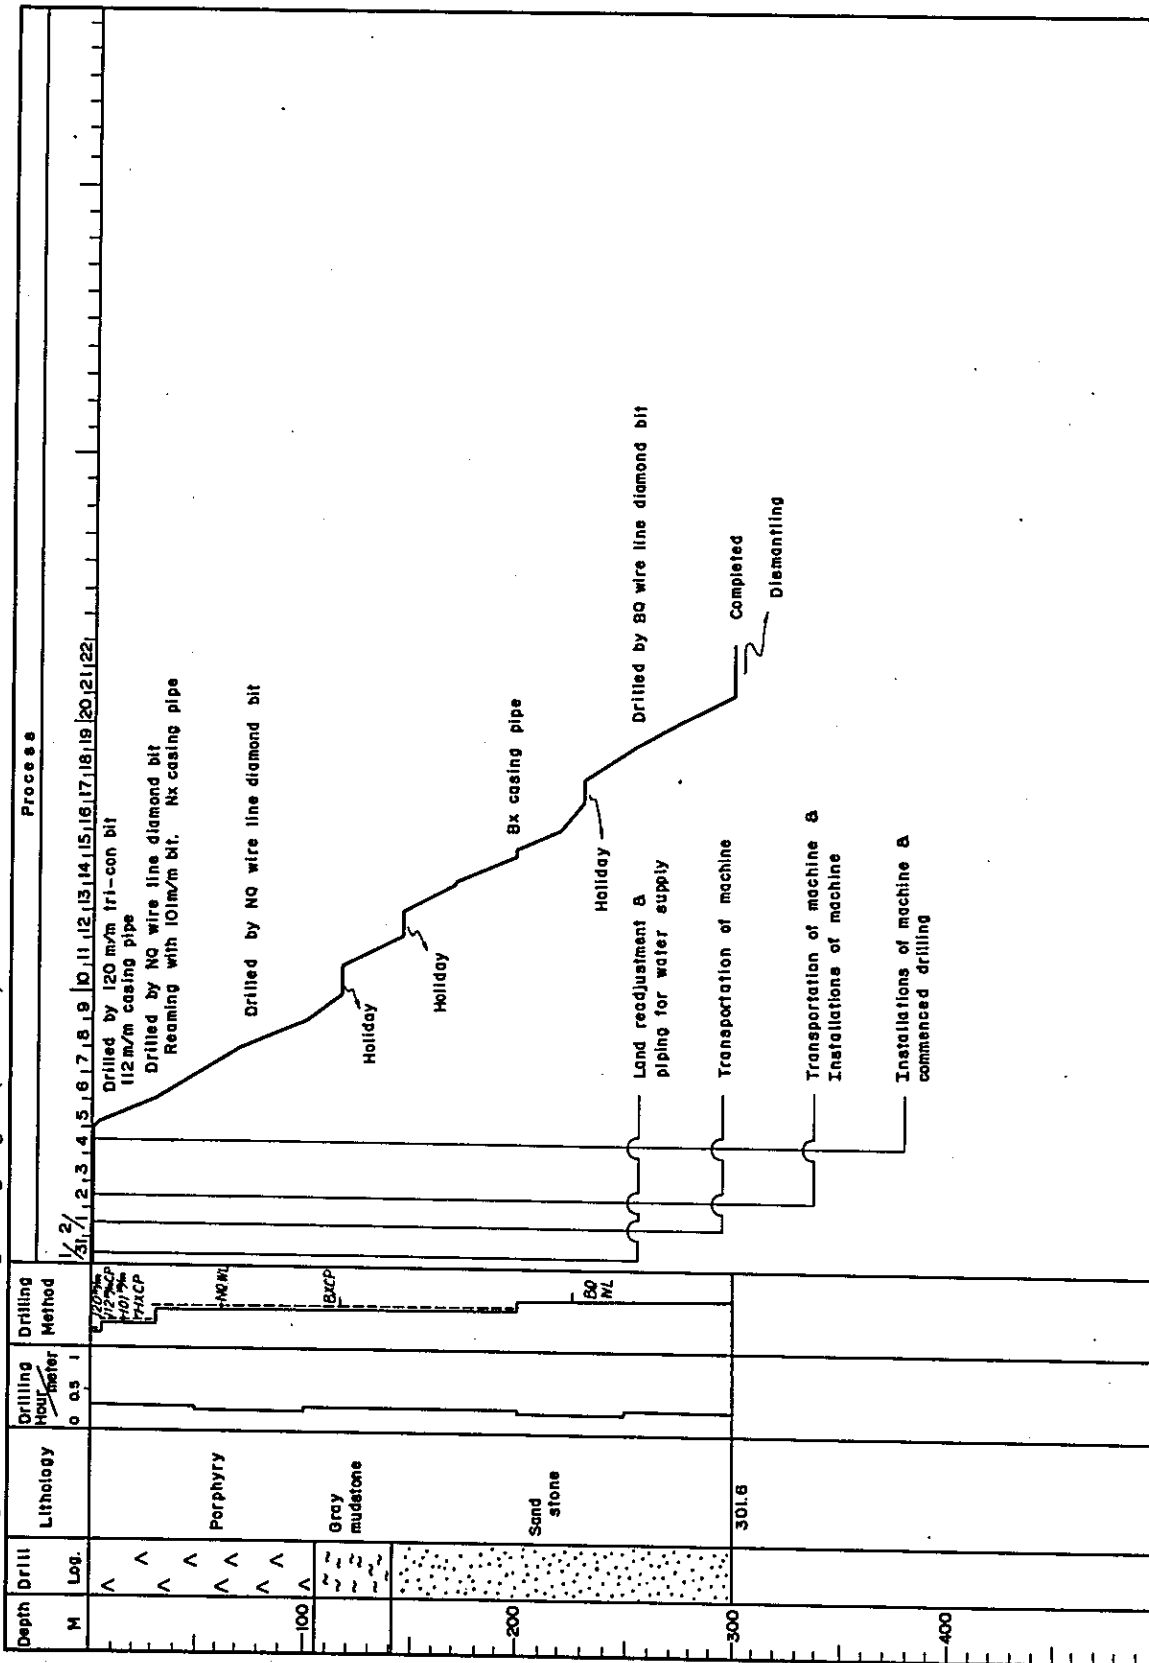 Depth
M
Drill
Log.
Lithology
Drilling
Hour/meter
0 0.5 1
Drilling
Method
Process
1/31 2/1 2 3 4 5 6 7 8 9 10 11 12 13 14 15 16 17 18 19 20 21 22
100
200
300
400
Porphyry
Gray
mudstone
Sand
stone
301.6
120m/m
112m/mCP
101m/m
NXCP
NQ.WL
BXCP
BQ
Drilled by 120 m/m tri-con bit
112 m/m casing pipe
Drilled by NQ wire line diamond bit
Reaming with 101m/m bit. Nx casing pipe
Drilled by NQ wire line diamond bit
Holiday
Holiday
Bx casing pipe
Holiday
Drilled by BQ wire line diamond bit
Completed
Dismantling
Land readjustment &
piping for water supply
Transportation of machine
Transportation of machine &
Installations of machine
Installations of machine &
commenced drilling